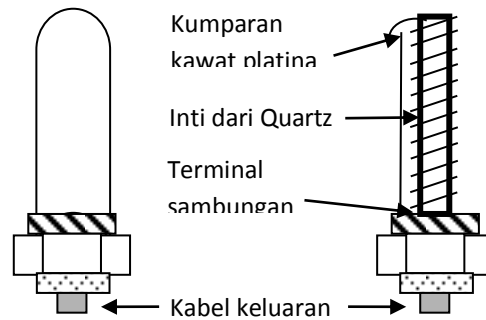 Kumparan
kawat platina
Inti dari Quartz
Terminal
sambungan
Kabel keluaran